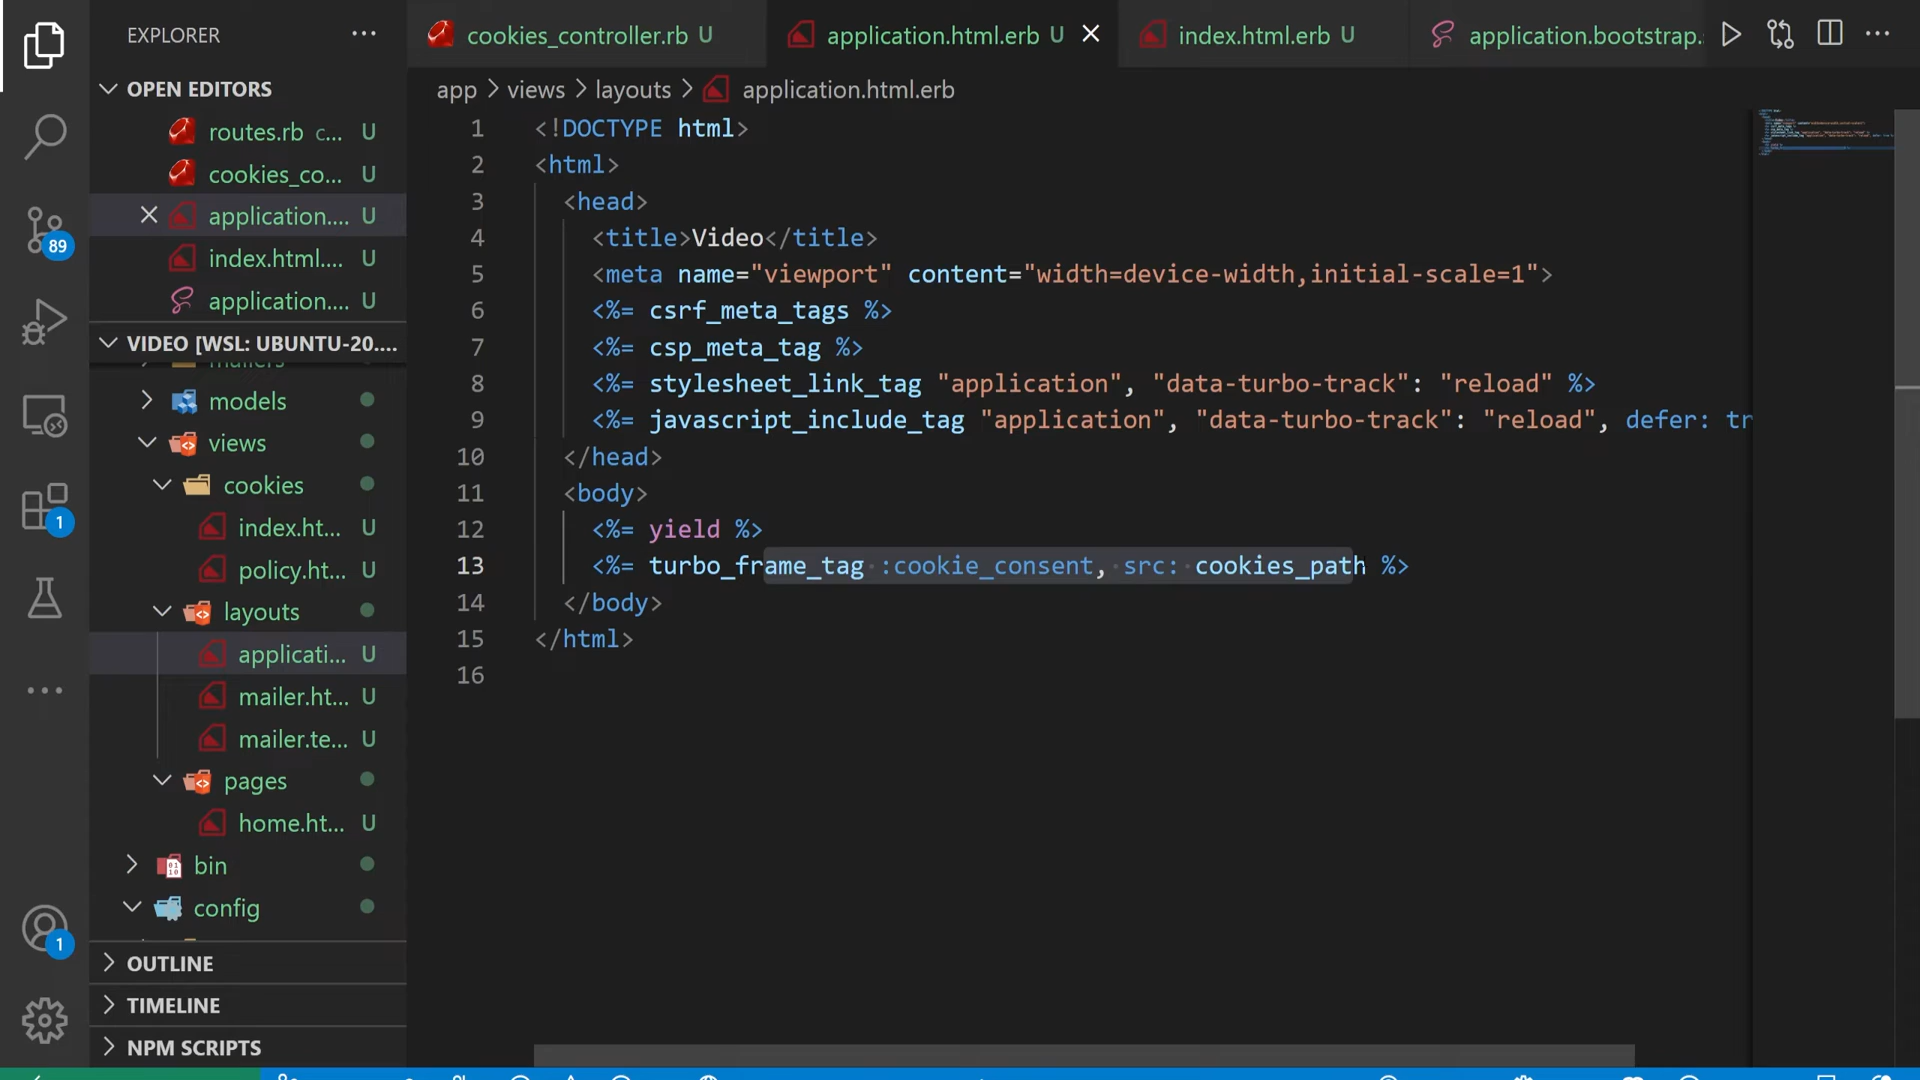 EXPLORER
OPEN EDITORS
routes.rb c... U
cookies_co... U
application.... U
index.html.... U
application.... U
VIDEO [WSL: UBUNTU-20....
mailers
models
views
cookies
index.ht... U
policy.ht... U
layouts
applicati... U
mailer.ht... U
mailer.te... U
pages
home.ht... U
bin
config
OUTLINE
TIMELINE
NPM SCRIPTS
89
1
1
cookies_controller.rb U
application.html.erb U
index.html.erb U
application.bootstrap.
app > views > layouts > application.html.erb
1 <!DOCTYPE html>
2 <html>
3 <head>
4 <title>Video</title>
5 <meta name="viewport" content="width=device-width,initial-scale=1">
6 <%= csrf_meta_tags %>
7 <%= csp_meta_tag %>
8 <%= stylesheet_link_tag "application", "data-turbo-track": "reload" %>
9 <%= javascript_include_tag "application", "data-turbo-track": "reload", defer: tr
10 </head>
11 <body>
12 <%= yield %>
13 <%= turbo_frame_tag :cookie_consent, src: cookies_path %>
14 </body>
15 </html>
16